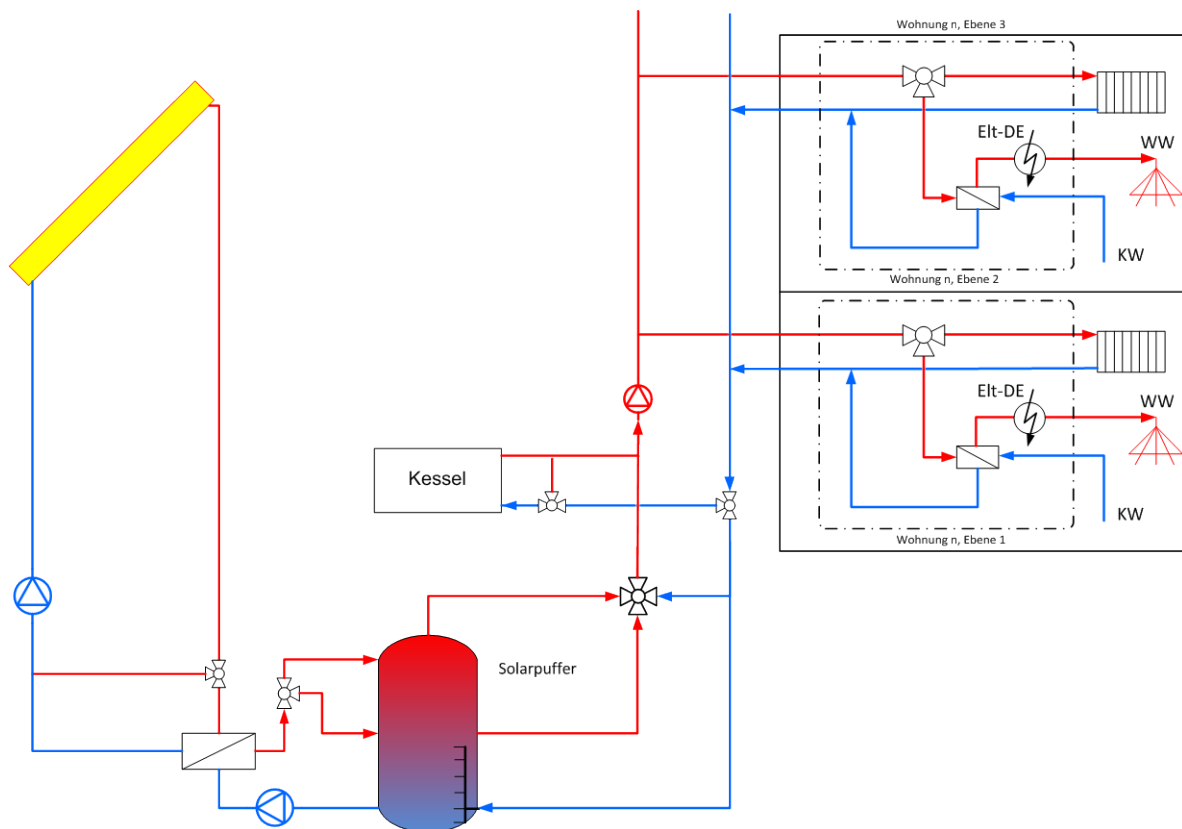 Wohnung n, Ebene 3
Elt-DE
WW
KW
Wohnung n, Ebene 2
Elt-DE
WW
Kessel
KW
Wohnung n, Ebene 1
Solarpuffer